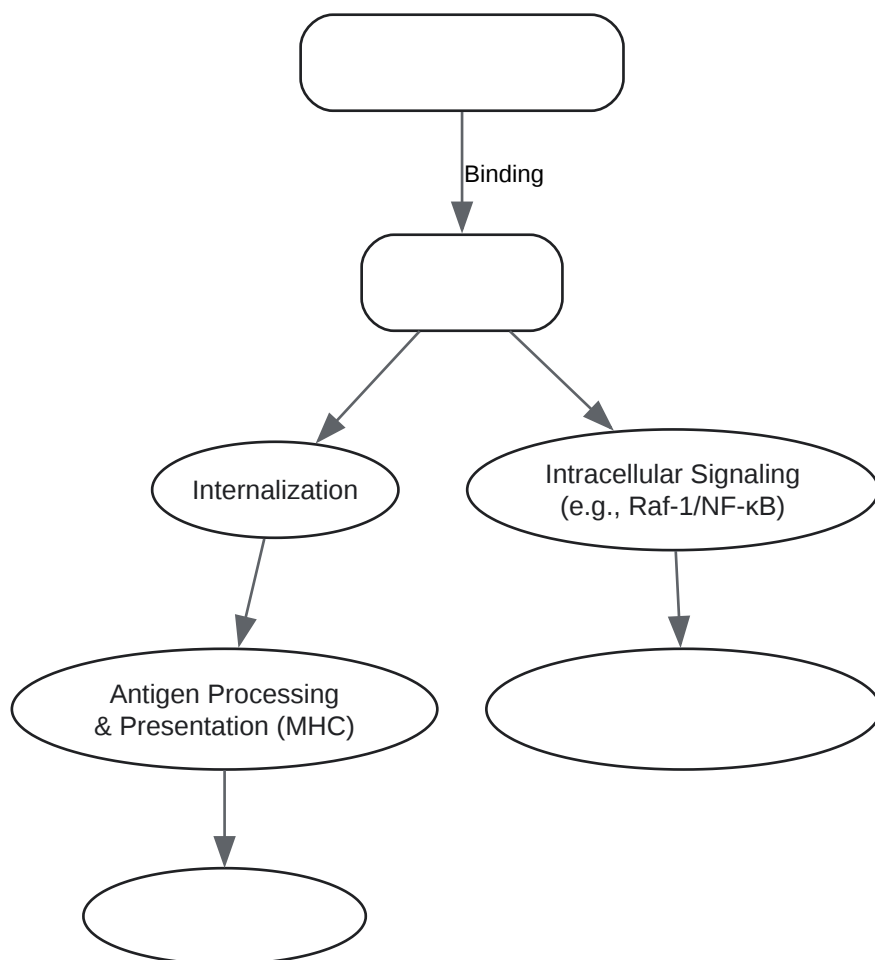 Binding
Internalization
Intracellular Signaling
(e.g., Raf-1/NF-κB)
Antigen Processing
& Presentation (MHC)